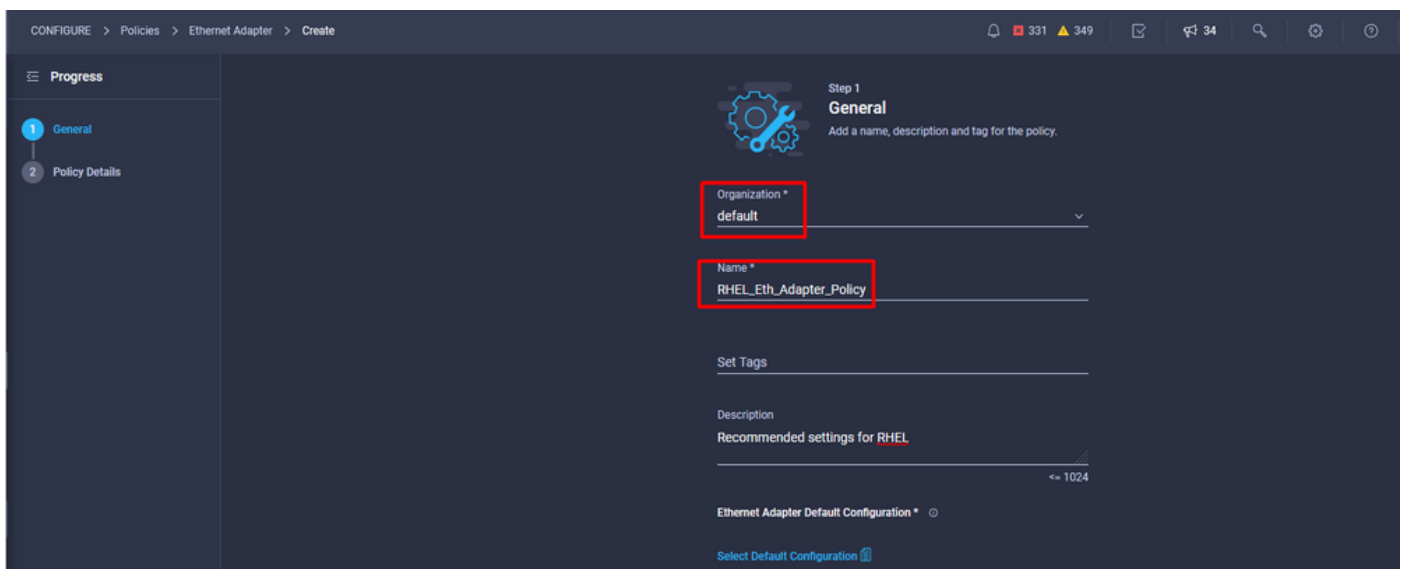 CONFIGURE > Policies > Ethernet Adapter > Create
331 349
34
Progress
1 General
2 Policy Details
Step 1
General
Add a name, description and tag for the policy.
Organization *
default
Name *
RHEL_Eth_Adapter_Policy
Set Tags
Description
Recommended settings for RHEL
<= 1024
Ethernet Adapter Default Configuration *
Select Default Configuration